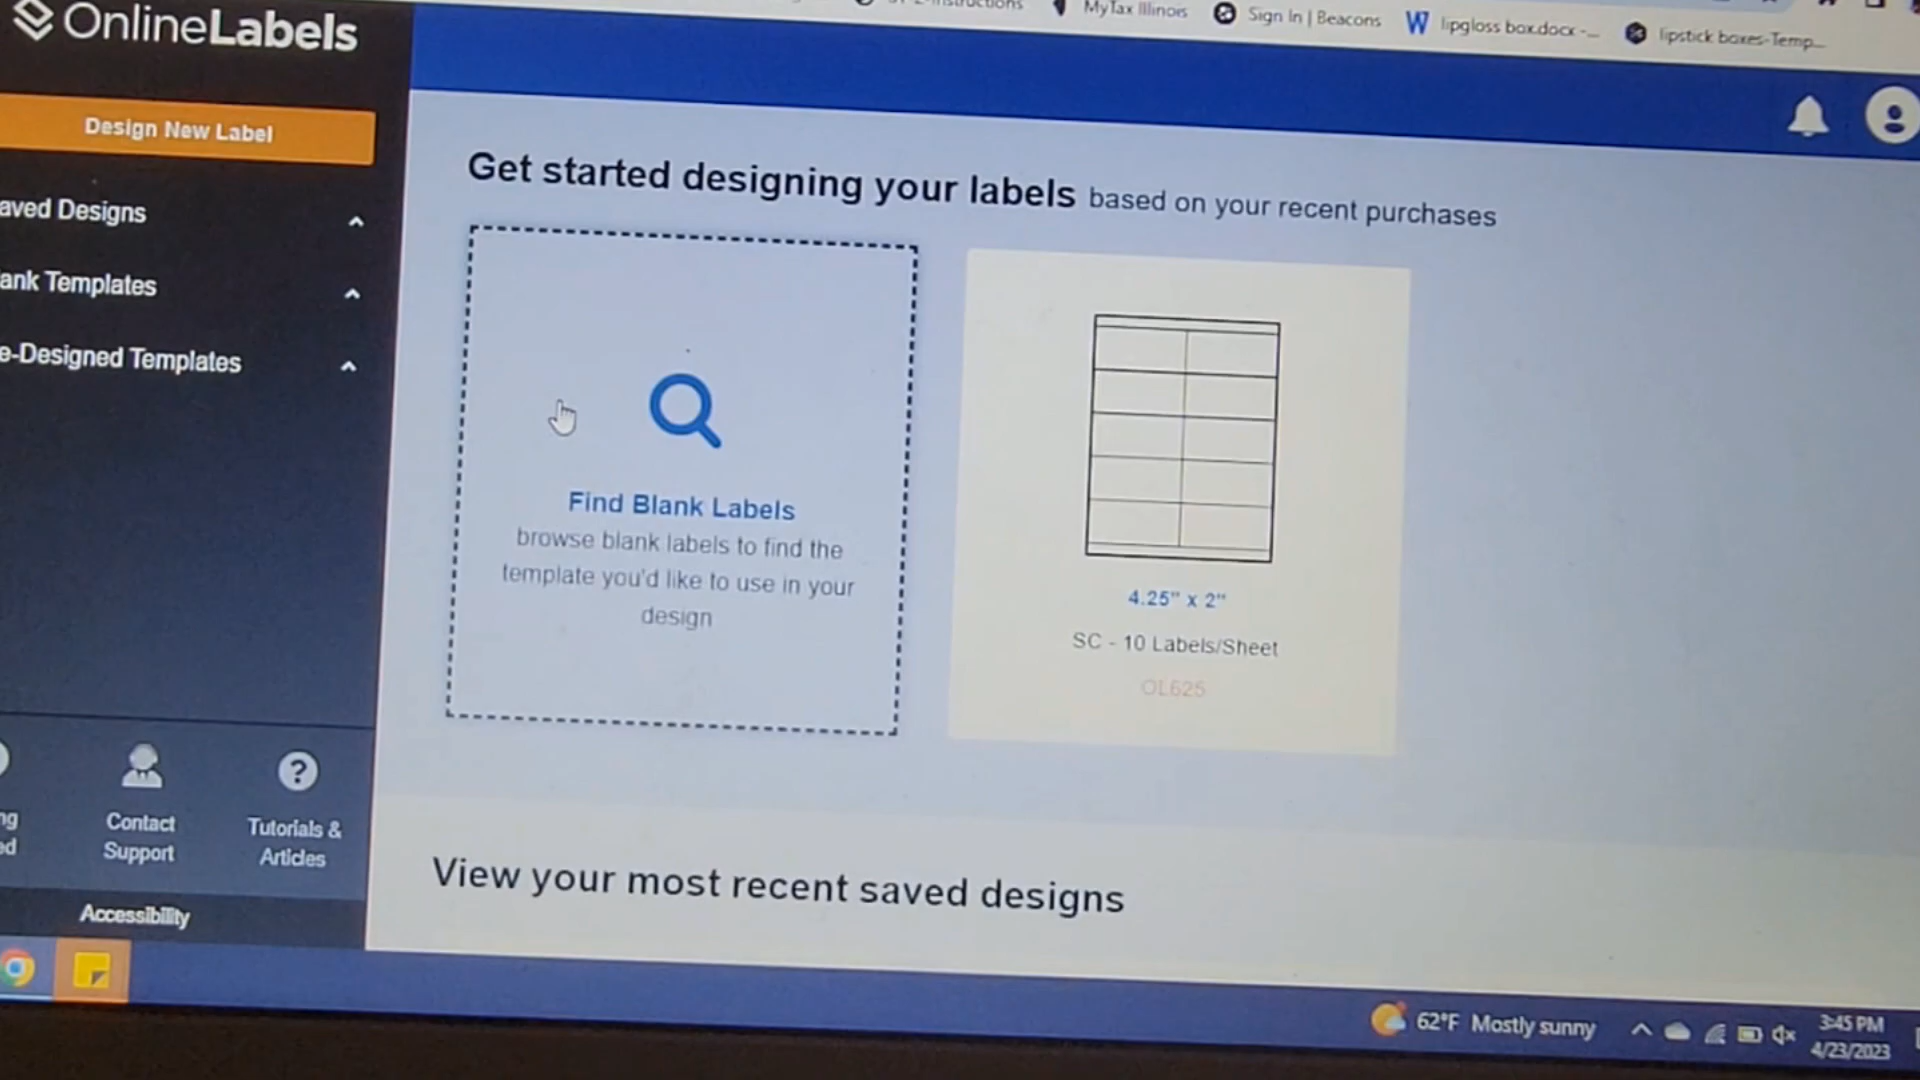 OnlineLabels
MyTax Illinois
Sign In | Beacons
lipgloss box.docx -...
lipstick boxes-Temp...
Design New Label
Get started designing your labels based on your recent purchases
aved Designs
ank Templates
e-Designed Templates
Find Blank Labels
browse blank labels to find the
template you'd like to use in your
design
4.25" x 2"
SC - 10 Labels/Sheet
OL625
ng
ed
Contact
Support
Tutorials &
Articles
View your most recent saved designs
Accessibility
62°F Mostly sunny
3:45 PM
4/23/2023